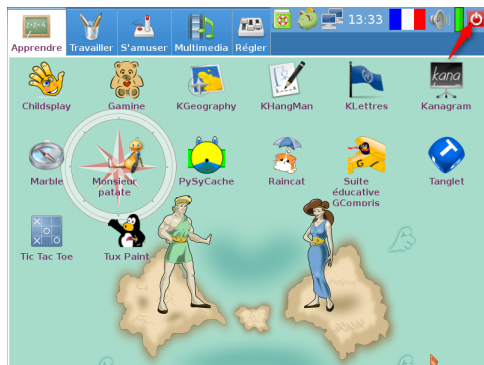 13:33
Apprendre Travailler S'amuser Multimedia Régler
Childsplay Gamine KGeography KHangMan KLettres Kanagram
kana
Marble Monsieur patate PySyCache Raincat Suite éducative GCompris Tanglet
Tic Tac Toe Tux Paint